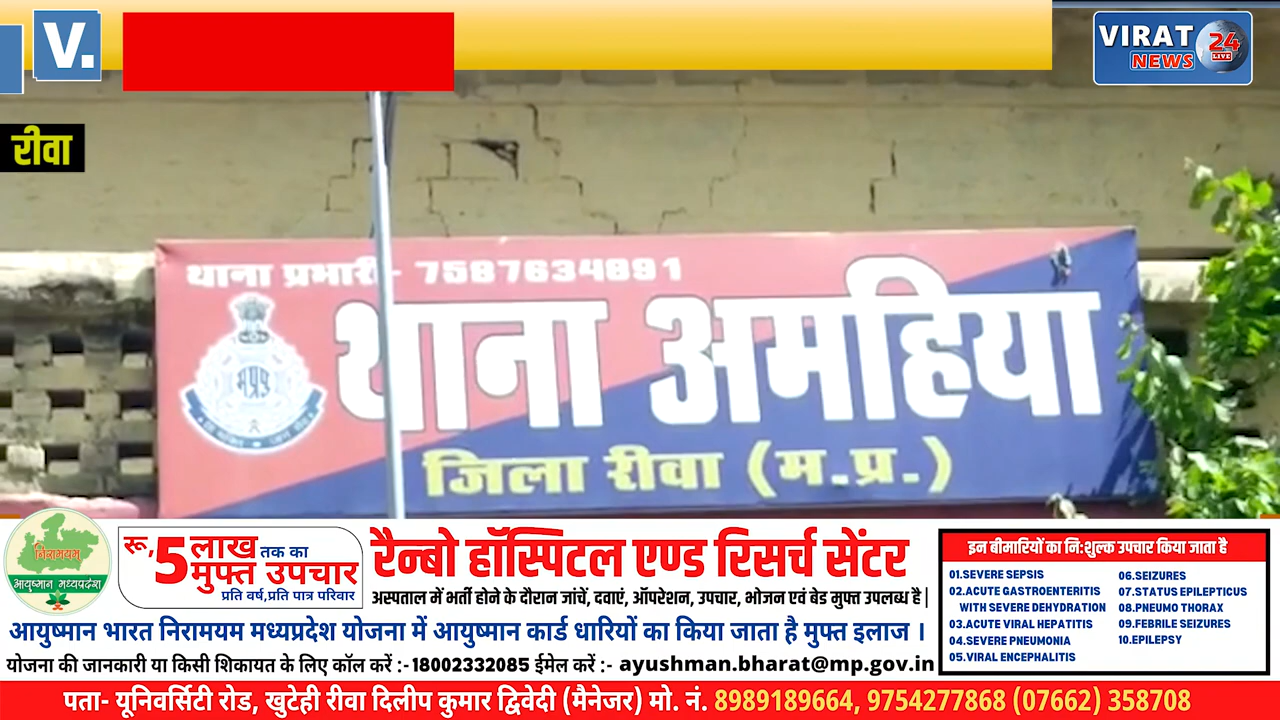 V.
VIRAT
24
LIVE
NEWS
रीवा
थाना प्रभारी- 7587634891
थाना अमहिया
मप्रपु
जिला रीवा (म.प्र.)
निरामयम्
आयुष्मान मध्यप्रदेश
रू, 5 लाख तक का
मुफ्त उपचार
प्रति वर्ष,प्रति पात्र परिवार
रैन्बो हॉस्पिटल एण्ड रिसर्च सेंटर
अस्पताल में भर्ती होने के दौरान जांचें, दवाएं, ऑपरेशन, उपचार, भोजन एवं बेड मुफ्त उपलब्ध है|
आयुष्मान भारत निरामयम मध्यप्रदेश योजना में आयुष्मान कार्ड धारियों का किया जाता है मुफ्त इलाज ।
योजना की जानकारी या किसी शिकायत के लिए कॉल करें :- 18002332085 ईमेल करें :- ayushman.bharat@mp.gov.in
इन बीमारियों का नि:शुल्क उपचार किया जाता है
01.SEVERE SEPSIS
02.ACUTE GASTROENTERITIS
WITH SEVERE DEHYDRATION
03.ACUTE VIRAL HEPATITIS
04.SEVERE PNEUMONIA
05.VIRAL ENCEPHALITIS
06.SEIZURES
07.STATUS EPILEPTICUS
08.PNEUMO THORAX
09.FEBRILE SEIZURES
10.EPILEPSY
पता- यूनिवर्सिटी रोड, खुटेही रीवा दिलीप कुमार द्विवेदी (मैनेजर) मो. नं. 8989189664, 9754277868 (07662) 358708